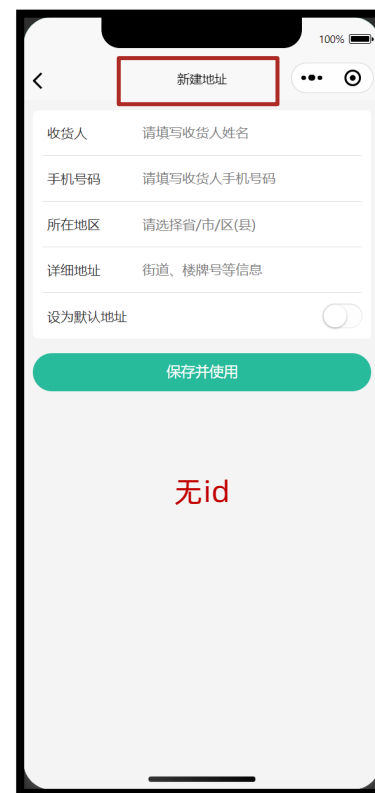 100%
新建地址
收货人 请填写收货人姓名
手机号码 请填写收货人手机号码
所在地区 请选择省/市/区(县)
详细地址 街道、楼牌号等信息
设为默认地址
保存并使用
无id